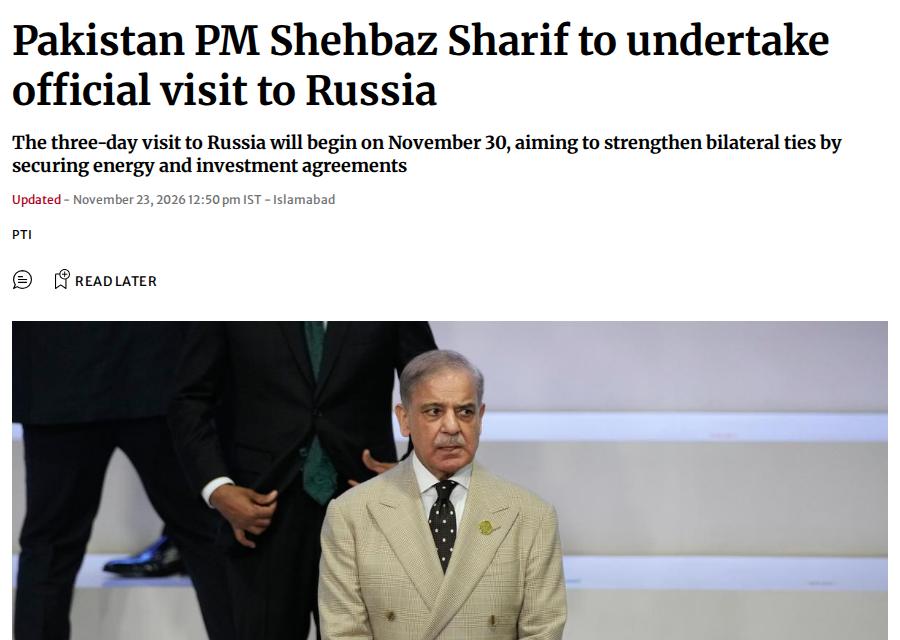 Pakistan PM Shehbaz Sharif to undertake
official visit to Russia
The three-day visit to Russia will begin on November 30, aiming to strengthen bilateral ties by
securing energy and investment agreements
Updated - November 23, 2026 12:50 pm IST - Islamabad
PTI
READ LATER